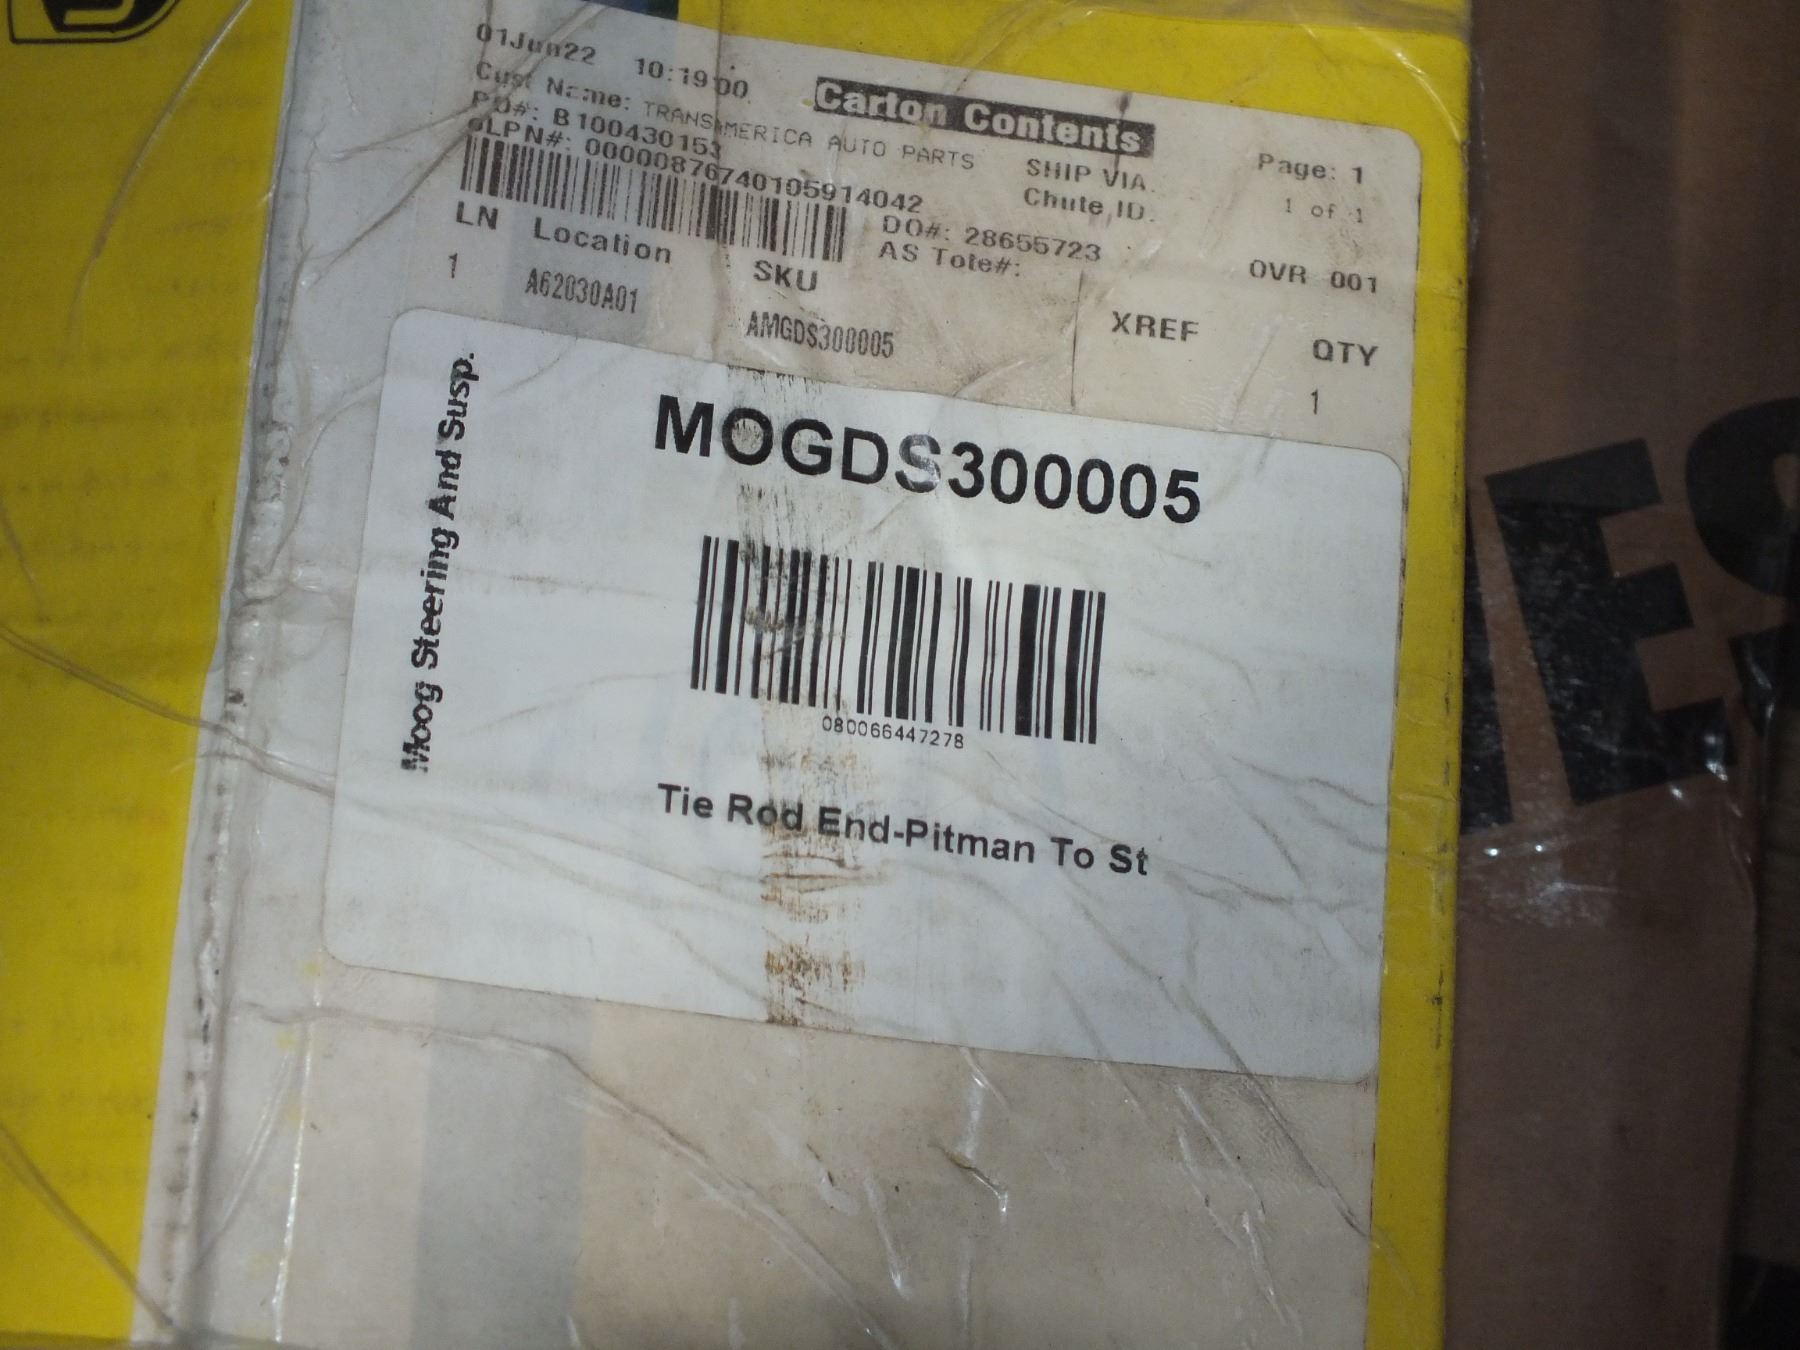 01Jun22 10:19:00 Carton Contents Page: 1
Cust Name: TRANSAMERICA AUTO PARTS SHIP VIA. 1 of 1
PO#: B100430153 Chute ID.
oLPN#: 00000876740105914042
DO#: 28655723 OVR 001
AS Tote#:
LN Location SKU XREF QTY
1 A62030A01 AMGDS300005 1
Moog Steering And Susp.
MOGDS300005
080066447278
Tie Rod End-Pitman To St
ES